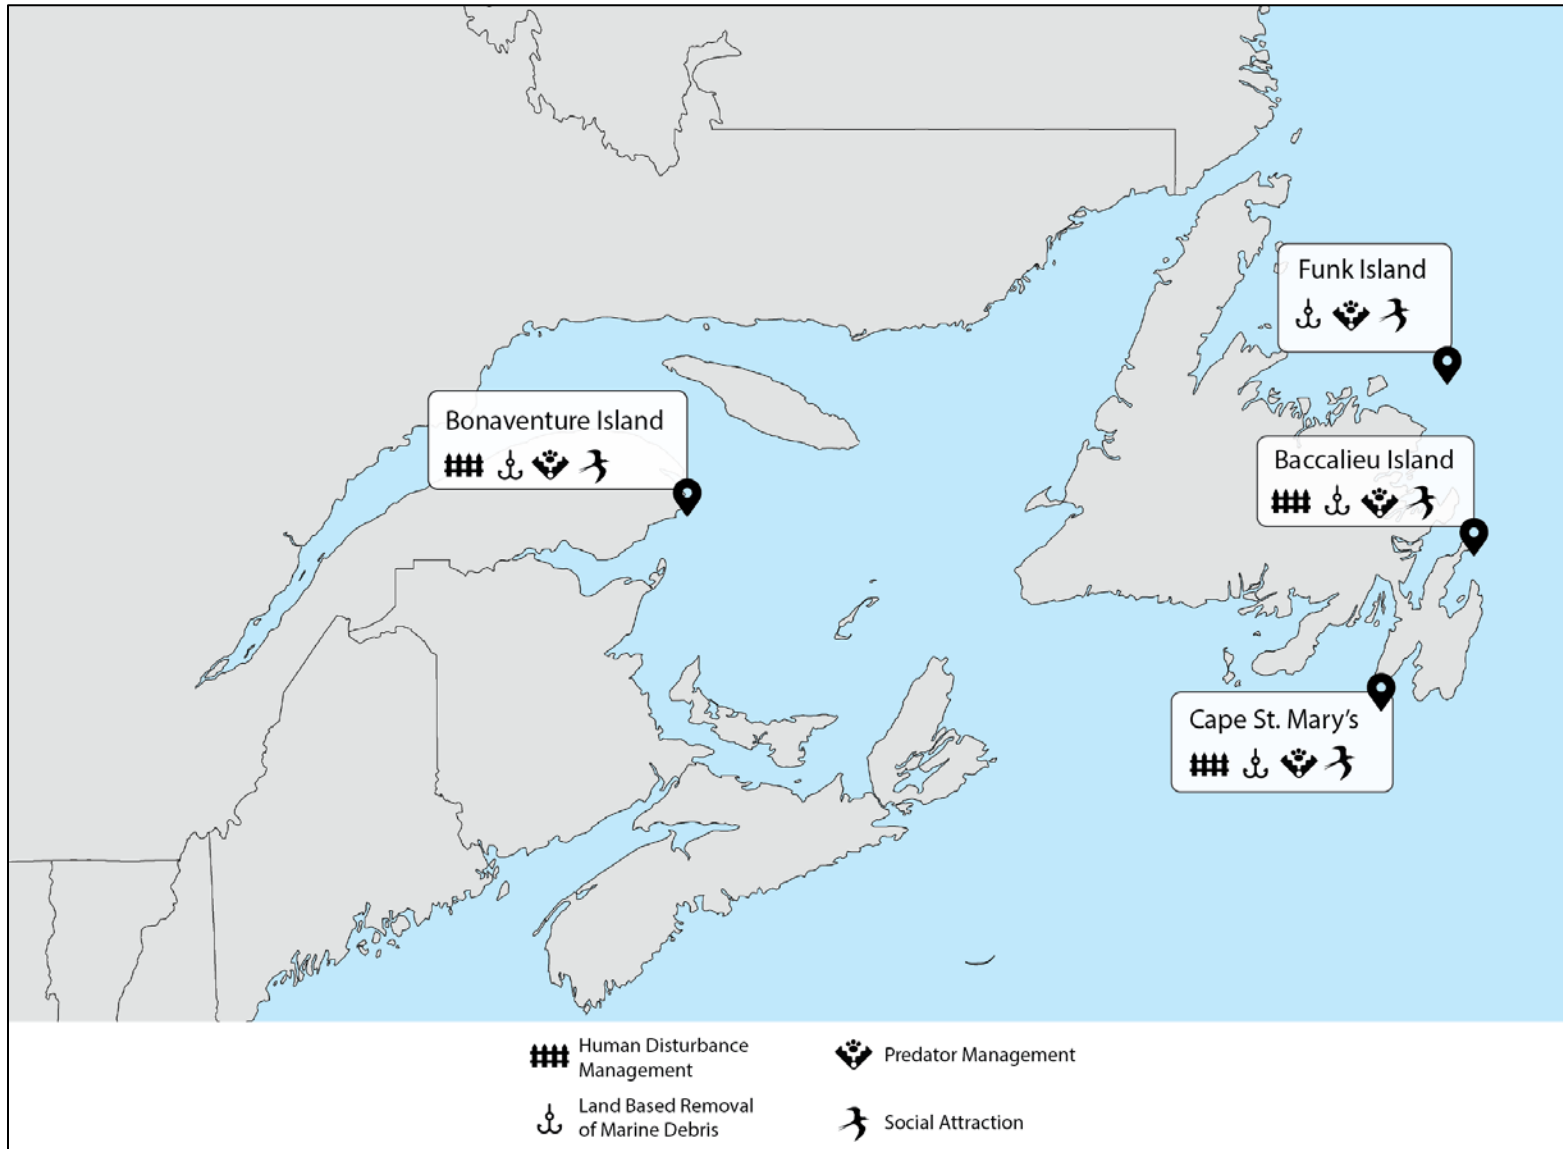 Funk Island
Bonaventure Island
Baccalieu Island
Cape St. Mary's
Human Disturbance
Management
Predator Management
Land Based Removal
of Marine Debris
Social Attraction